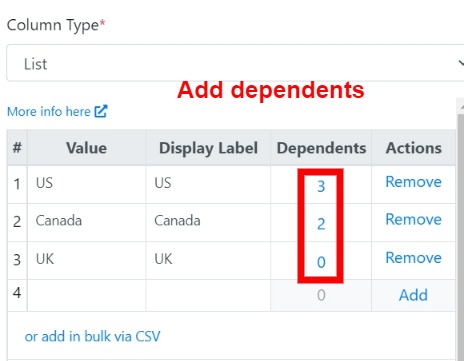 Column Type*
List
Add dependents
More info here
# Value Display Label Dependents Actions
1 US US 3 Remove
2 Canada Canada 2 Remove
3 UK UK 0 Remove
4 0 Add
or add in bulk via CSV